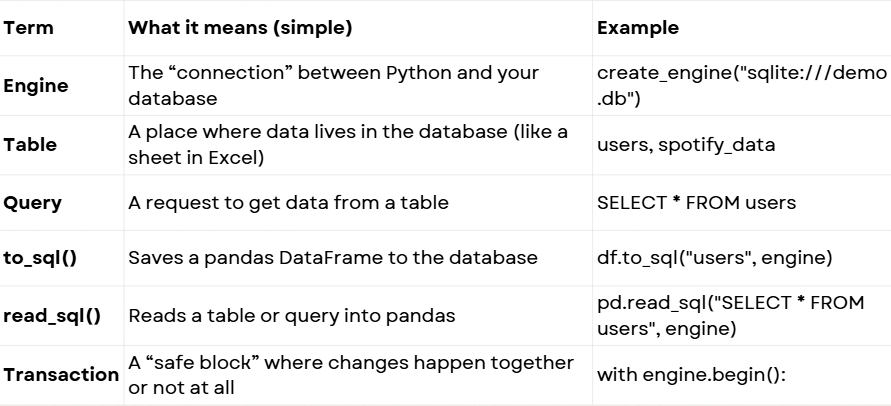 Term What it means (simple) Example
Engine The “connection” between Python and your database create_engine("sqlite:///demo.db")
Table A place where data lives in the database (like a sheet in Excel) users, spotify_data
Query A request to get data from a table SELECT * FROM users
to_sql() Saves a pandas DataFrame to the database df.to_sql("users", engine)
read_sql() Reads a table or query into pandas pd.read_sql("SELECT * FROM users", engine)
Transaction A “safe block” where changes happen together or not at all with engine.begin():